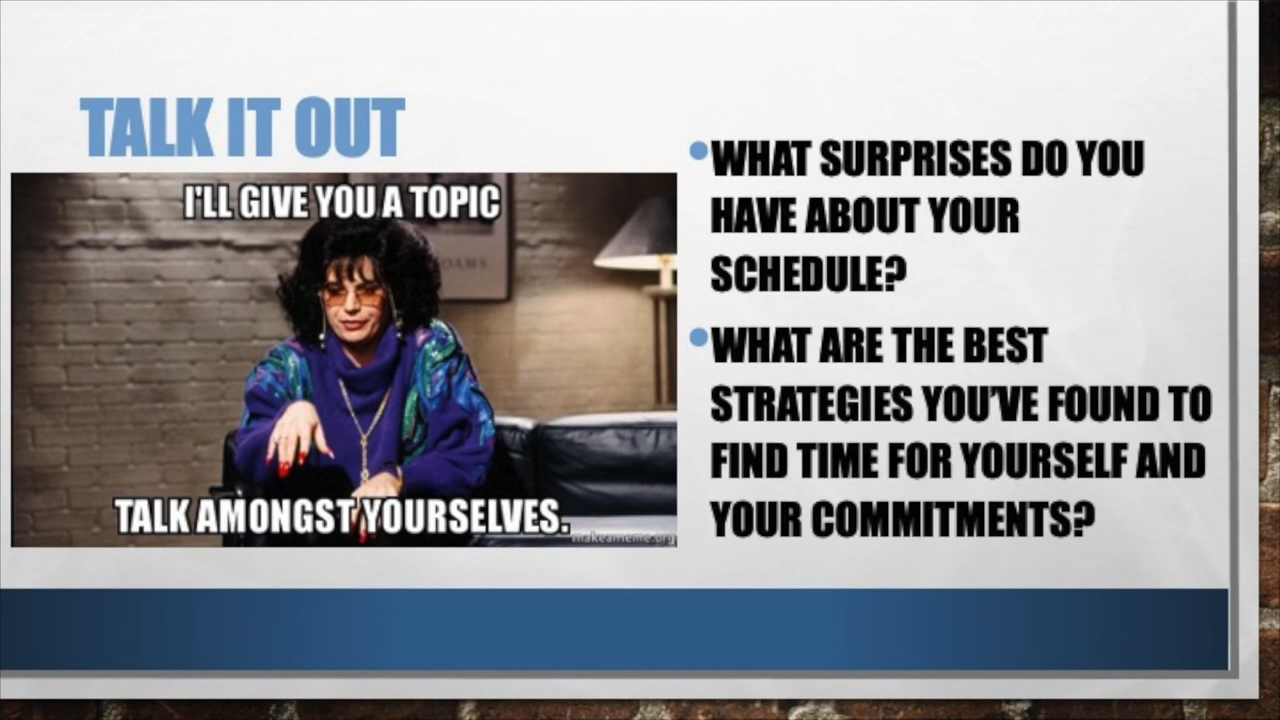 TALK IT OUT
I'LL GIVE YOU A TOPIC
ADAMS
TALK AMONGST YOURSELVES.
makeameme.org
•WHAT SURPRISES DO YOU
HAVE ABOUT YOUR
SCHEDULE?
•WHAT ARE THE BEST
STRATEGIES YOU’VE FOUND TO
FIND TIME FOR YOURSELF AND
YOUR COMMITMENTS?